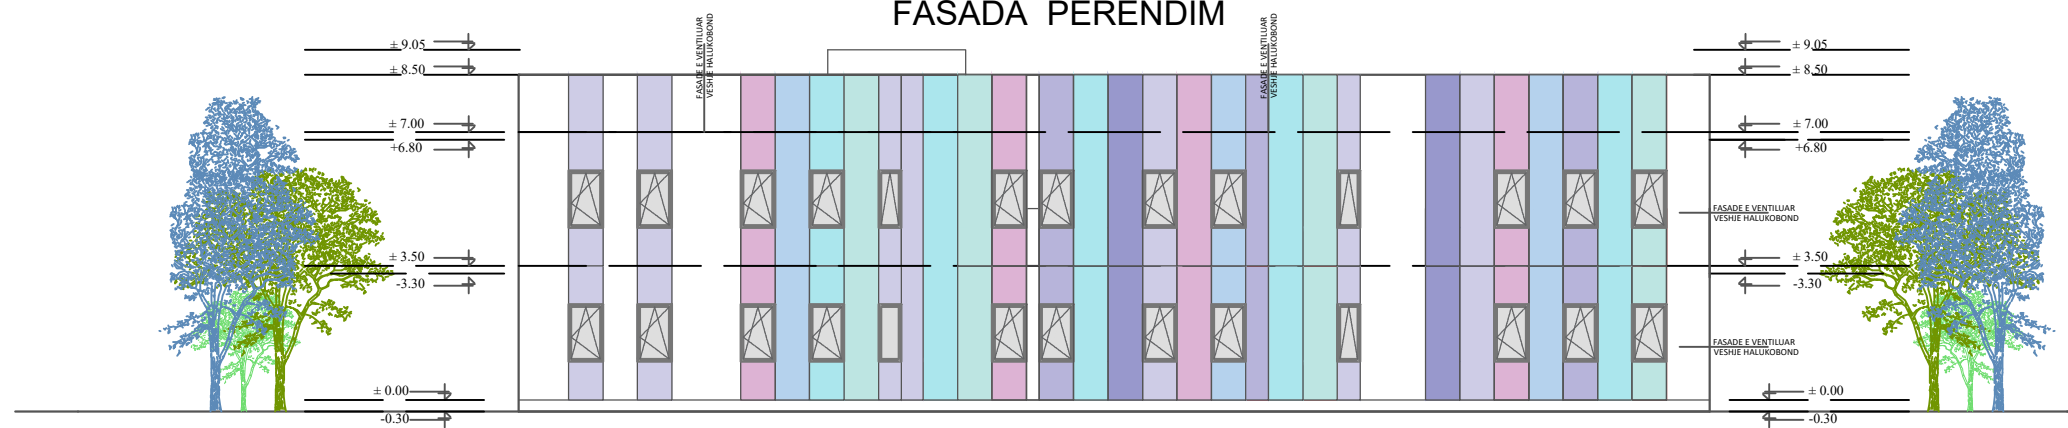 FASADA PERENDIM
FASADE E VENTILUAR
VESHJE HALUKOBOND
FASADE E VENTILUAR
VESHJE HALUKOBOND
± 9.05
± 8.50
± 7.00
+6.80
± 3.50
-3.30
± 0.00
-0.30
± 9.05
± 8.50
± 7.00
+6.80
FASADE E VENTILUAR
VESHJE HALUKOBOND
± 3.50
-3.30
FASADE E VENTILUAR
VESHJE HALUKOBOND
± 0.00
-0.30